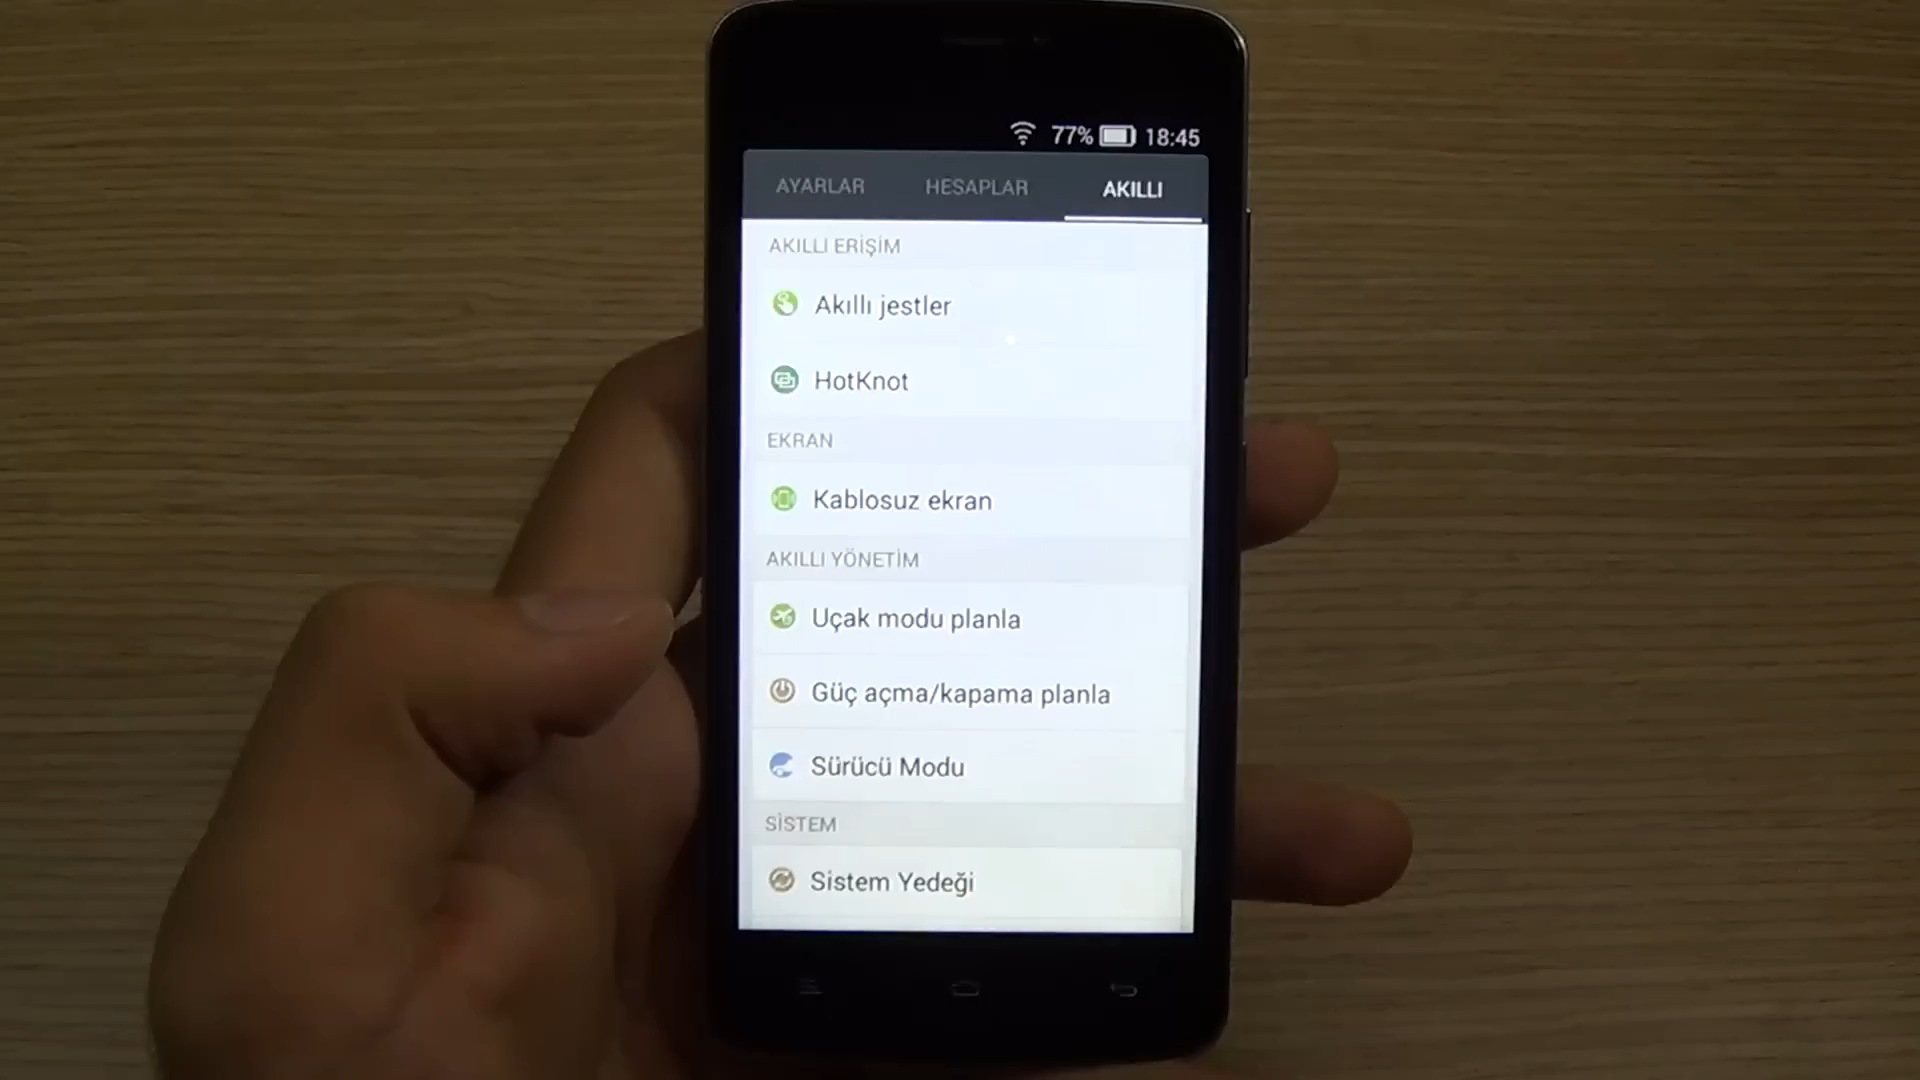 77% 18:45
AYARLAR HESAPLAR AKILLI
AKILLI ERİŞİM
Akıllı jestler
HotKnot
EKRAN
Kablosuz ekran
AKILLI YÖNETİM
Uçak modu planla
Güç açma/kapama planla
Sürücü Modu
SİSTEM
Sistem Yedeği